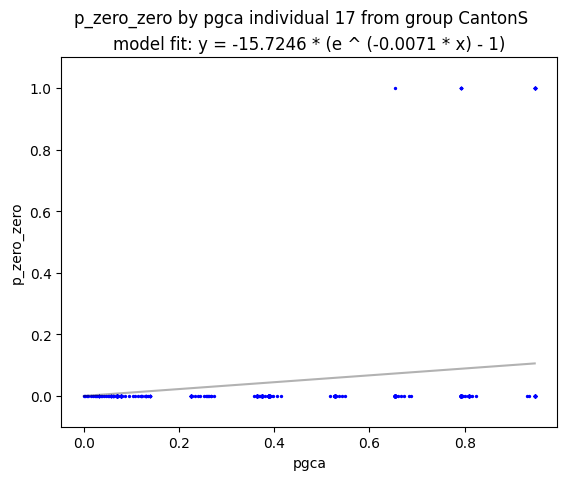 p_zero_zero by pgca individual 17 from group CantonS
model fit: y = -15.7246 * (e ^ (-0.0071 * x) - 1)
1.0
0.8
0.6
0.4
0.2
0.0
p_zero_zero
0.0 0.2 0.4 0.6 0.8
pgca